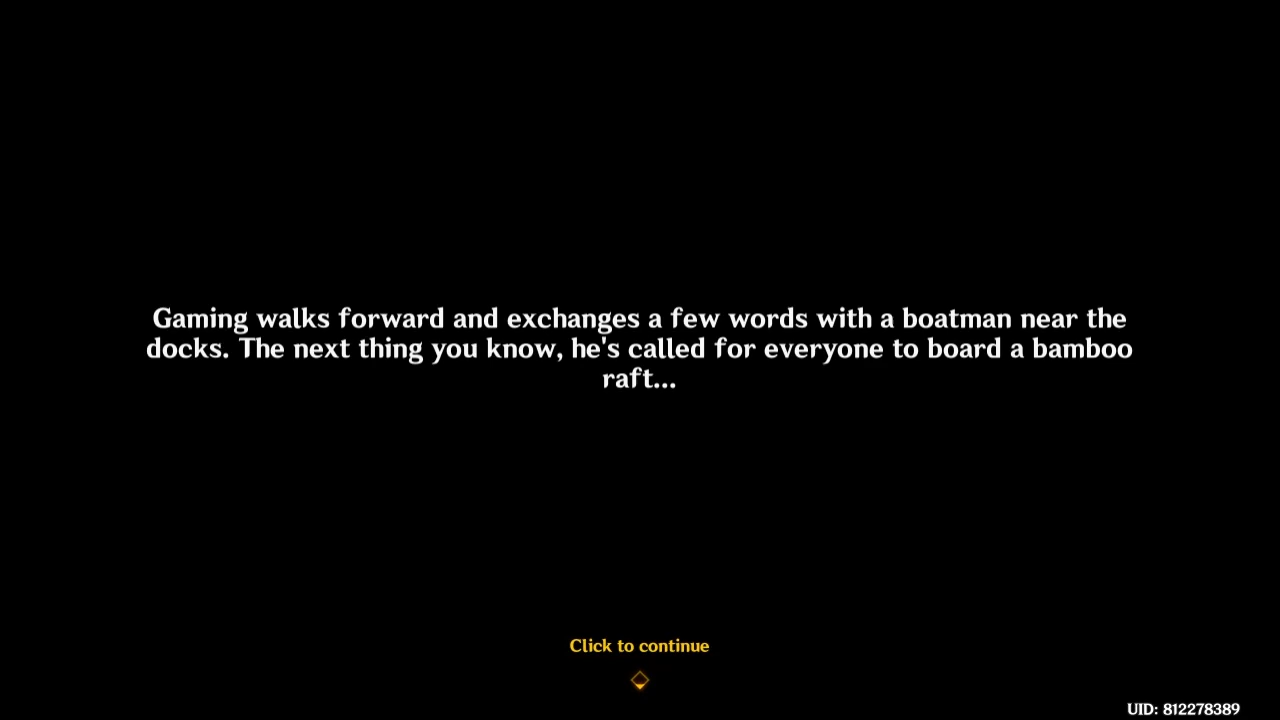 Gaming walks forward and exchanges a few words with a boatman near the
docks. The next thing you know, he's called for everyone to board a bamboo
raft...
Click to continue
UID: 812278389